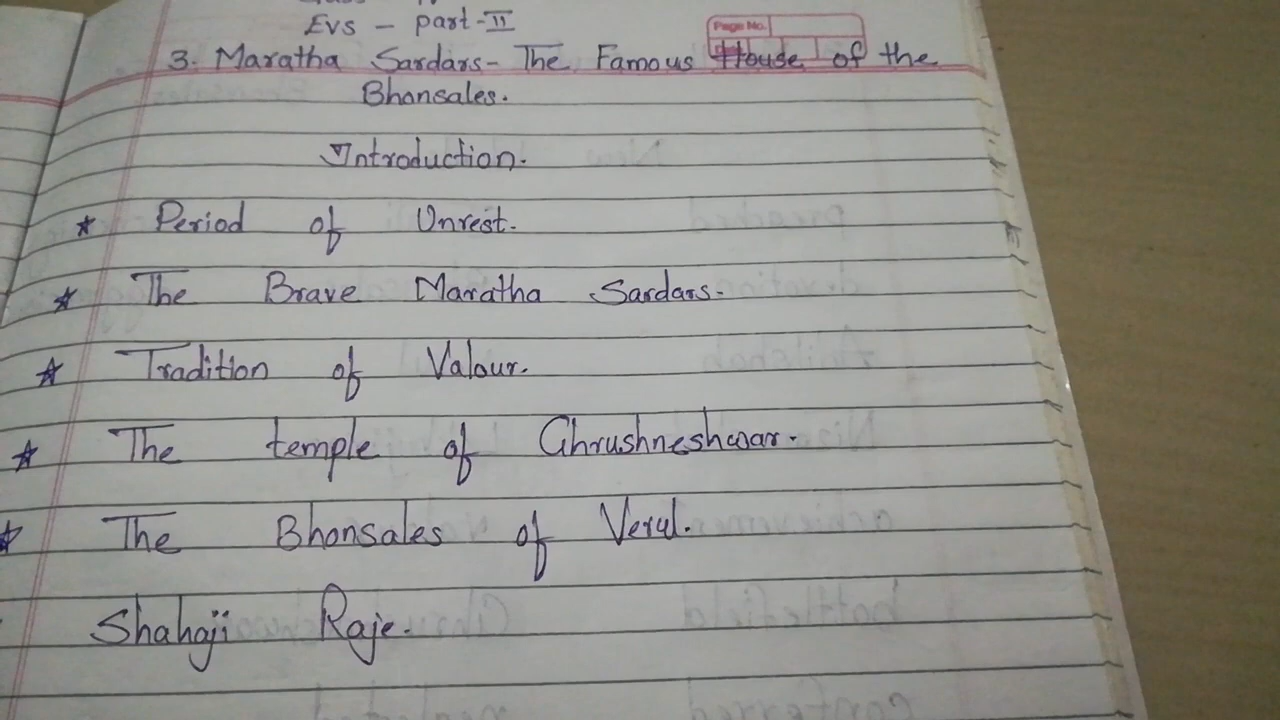 EVS - Part-II
Page No.
3. Maratha Sardars- The Famous House of the
Bhonsales.
Introduction.
★ Period of Unrest.
★ The Brave Maratha Sardars.
★ Tradition of Valour.
★ The temple of Ghrushneshwar.
★ The Bhonsales of Verul.
Shahaji Raje.